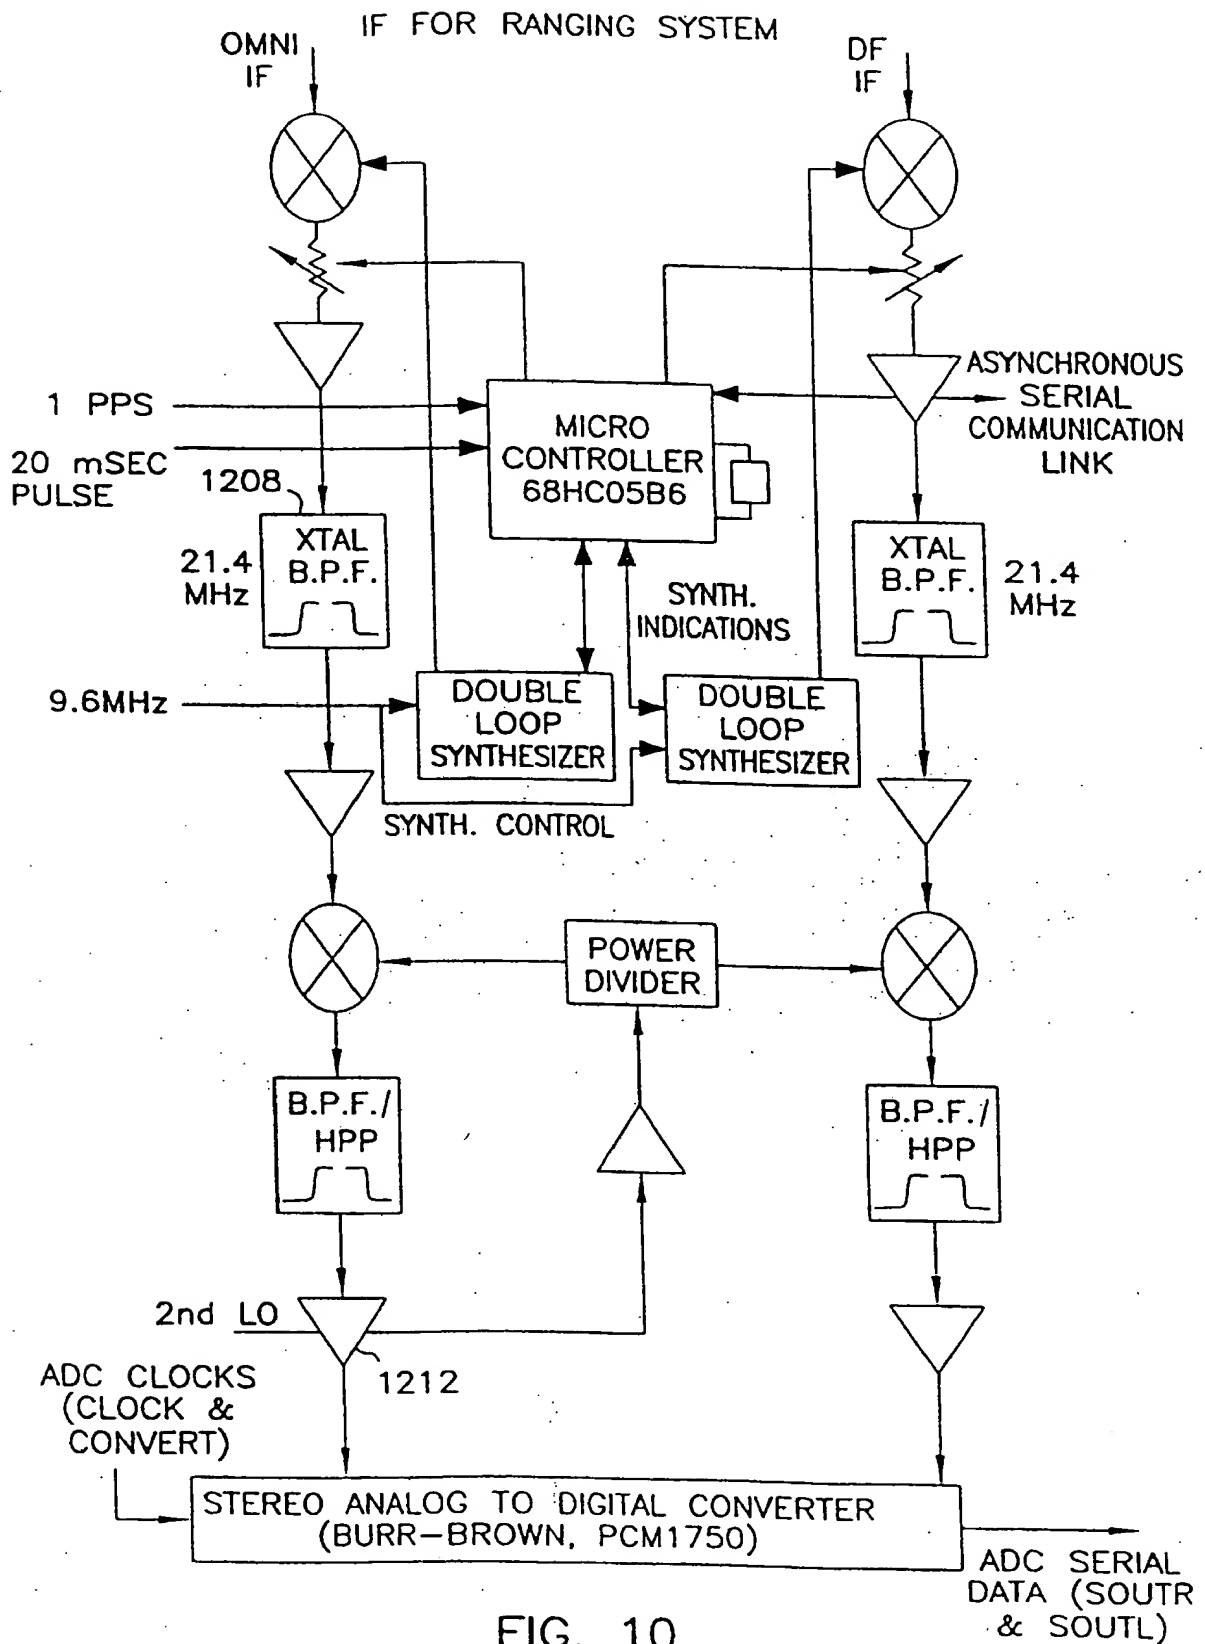 IF FOR RANGING SYSTEM
OMNI
IF
DF
IF
1 PPS
20 mSEC
PULSE
MICRO
CONTROLLER
68HC05B6
ASYNCHRONOUS
SERIAL
COMMUNICATION
LINK
1208
XTAL
B.P.F.
21.4
MHz
XTAL
B.P.F.
21.4
MHz
SYNTH.
INDICATIONS
9.6MHz
DOUBLE
LOOP
SYNTHESIZER
DOUBLE
LOOP
SYNTHESIZER
SYNTH. CONTROL
POWER
DIVIDER
B.P.F./
HPP
B.P.F./
HPP
2nd LO
1212
ADC CLOCKS
(CLOCK &
CONVERT)
STEREO ANALOG TO DIGITAL CONVERTER
(BURR-BROWN, PCM1750)
ADC SERIAL
DATA (SOUTR
& SOUTL)
FIG. 10